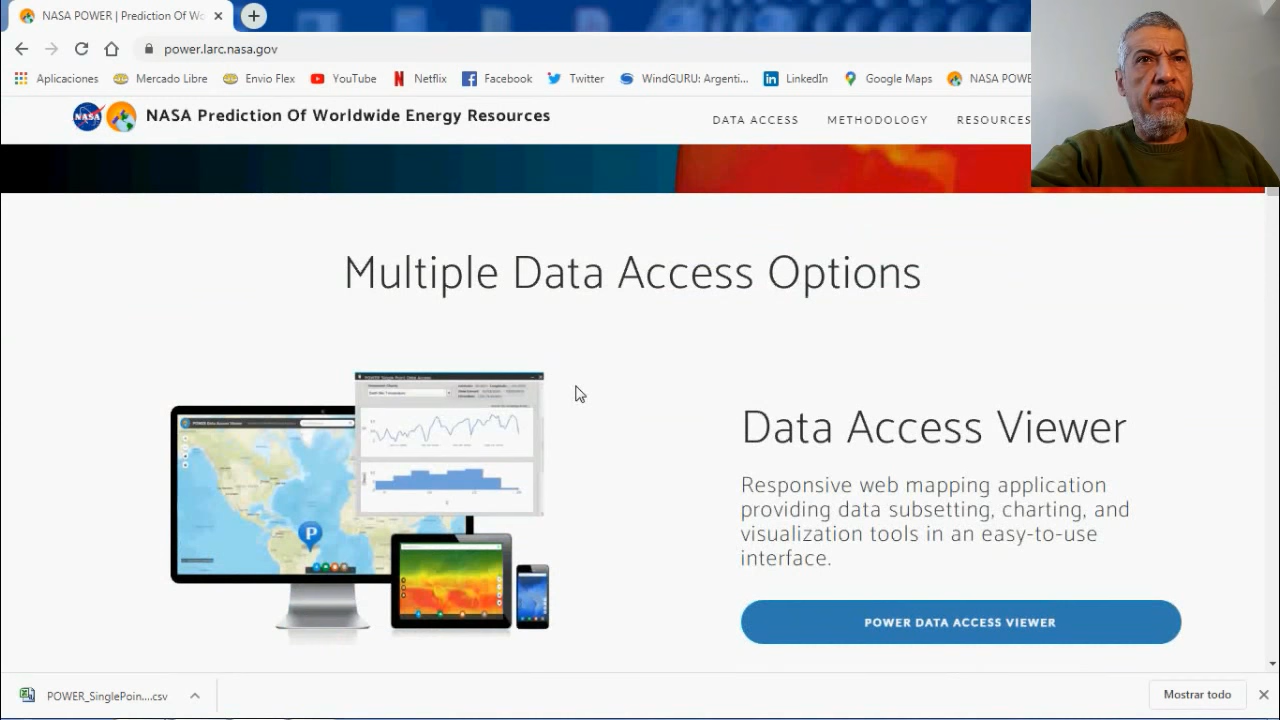 NASA POWER | Prediction Of Wo
power.larc.nasa.gov
Aplicaciones
Mercado Libre
Envio Flex
YouTube
Netflix
Facebook
Twitter
WindGURU: Argenti...
LinkedIn
Google Maps
NASA POWE
NASA
NASA Prediction Of Worldwide Energy Resources
DATA ACCESS
METHODOLOGY
RESOURCES
Multiple Data Access Options
P
Data Access Viewer
Responsive web mapping application
providing data subsetting, charting, and
visualization tools in an easy-to-use
interface.
POWER DATA ACCESS VIEWER
POWER_SinglePoin....csv
Mostrar todo